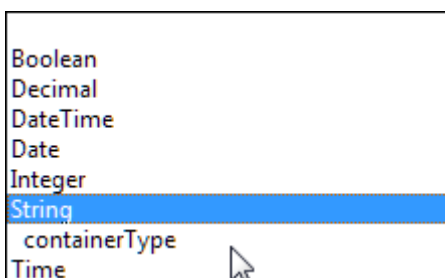 Boolean
Decimal
DateTime
Date
Integer
String
containerType
Time